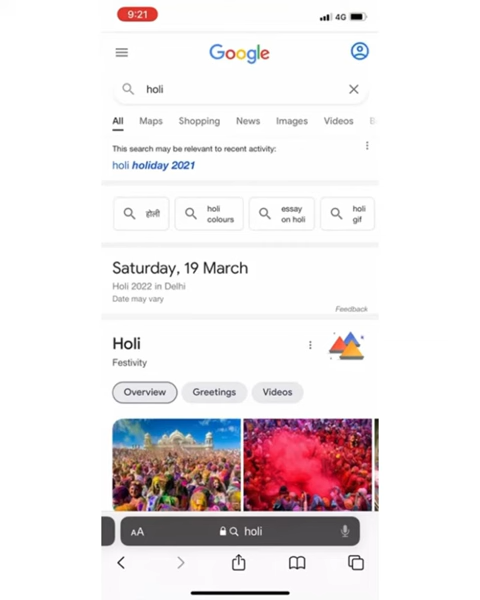 9:21
4G
Google
holi
All Maps Shopping News Images Videos B
This search may be relevant to recent activity:
holi holiday 2021
होली
holi
colours
essay
on holi
holi
gif
Saturday, 19 March
Holi 2022 in Delhi
Date may vary
Feedback
Holi
Festivity
Overview Greetings Videos
AA holi